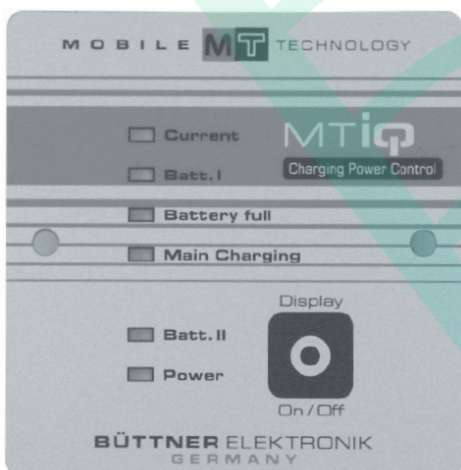 MOBILE MT TECHNOLOGY
Current
MTiQ
Batt. I
Charging Power Control
Battery full
Main Charging
Display
Batt. II
Power
On / Off
BÜTTNER ELEKTRONIK
GERMANY